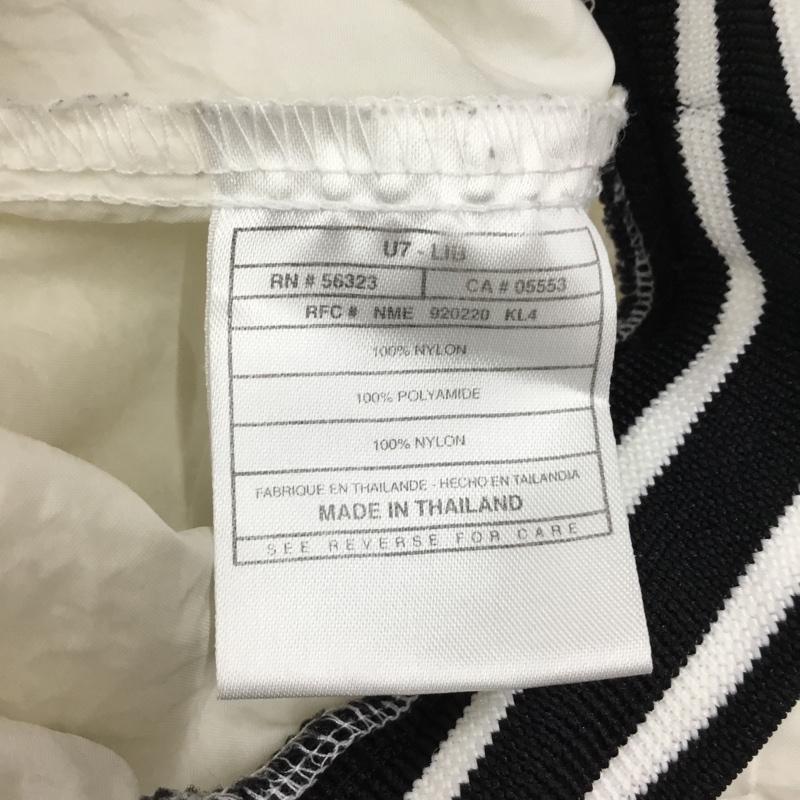 U7 - LIB
RN # 56323 CA # 05553
RFC # NME 920220 KL4
100% NYLON
100% POLYAMIDE
100% NYLON
FABRIQUE EN THAILANDE - HECHO EN TAILANDIA
MADE IN THAILAND
SEE REVERSE FOR CARE